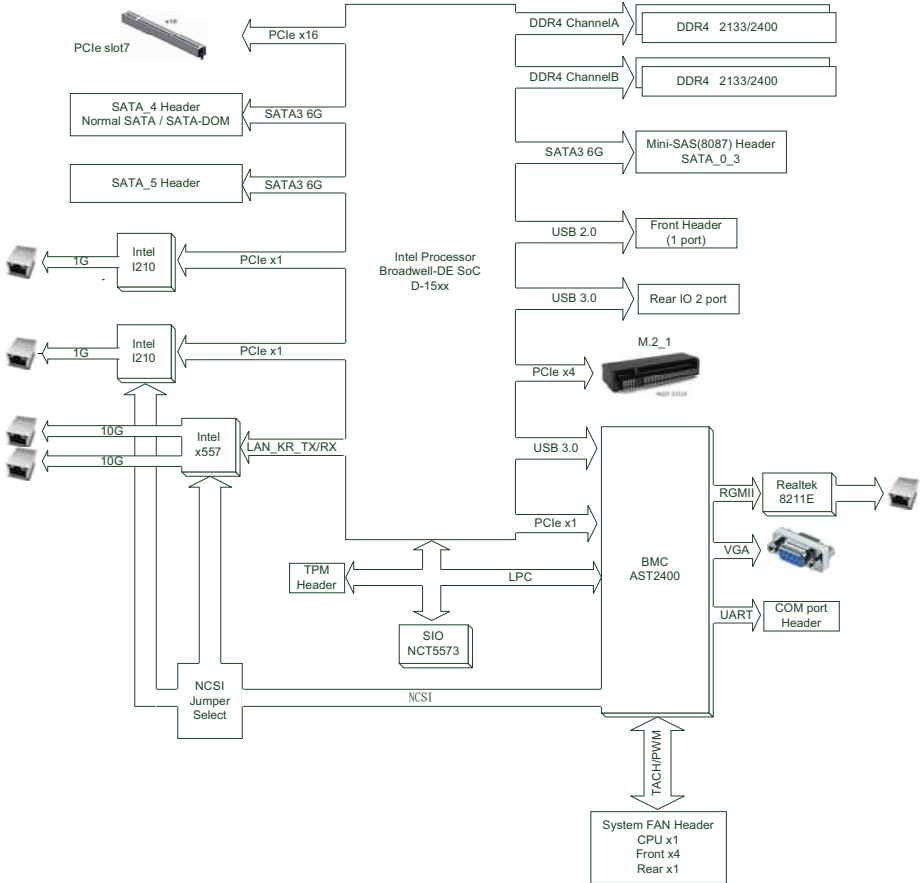 x16
PCIe slot7
PCIe x16
DDR4 ChannelA
DDR4 2133/2400
DDR4 ChannelB
DDR4 2133/2400
SATA_4 Header
Normal SATA / SATA-DOM
SATA3 6G
SATA3 6G
Mini-SAS(8087) Header
SATA_0_3
SATA_5 Header
SATA3 6G
Intel Processor
Broadwell-DE SoC
D-15xx
USB 2.0
Front Header
(1 port)
1G
Intel
I210
PCIe x1
USB 3.0
Rear IO 2 port
1G
Intel
I210
PCIe x1
M.2_1
PCIe x4
10G
10G
Intel
x557
LAN_KR_TX/RX
USB 3.0
PCIe x1
BMC
AST2400
RGMII
Realtek
8211E
VGA
UART
COM port
Header
TPM
Header
LPC
SIO
NCT5573
NCSI
Jumper
Select
NCSI
TACH/PWM
System FAN Header
CPU x1
Front x4
Rear x1